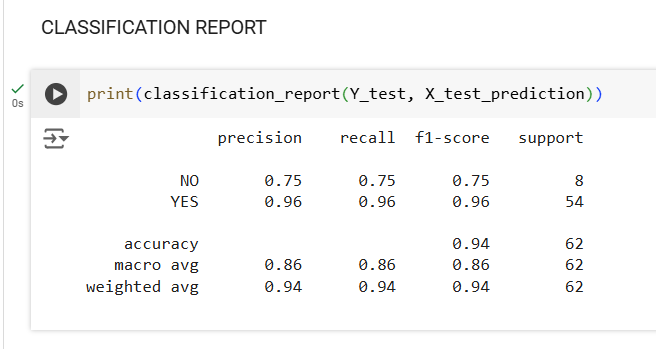 CLASSIFICATION REPORT
print(classification_report(Y_test, X_test_prediction))
0s
precision recall f1-score support
NO 0.75 0.75 0.75 8
YES 0.96 0.96 0.96 54
accuracy 0.94 62
macro avg 0.86 0.86 0.86 62
weighted avg 0.94 0.94 0.94 62